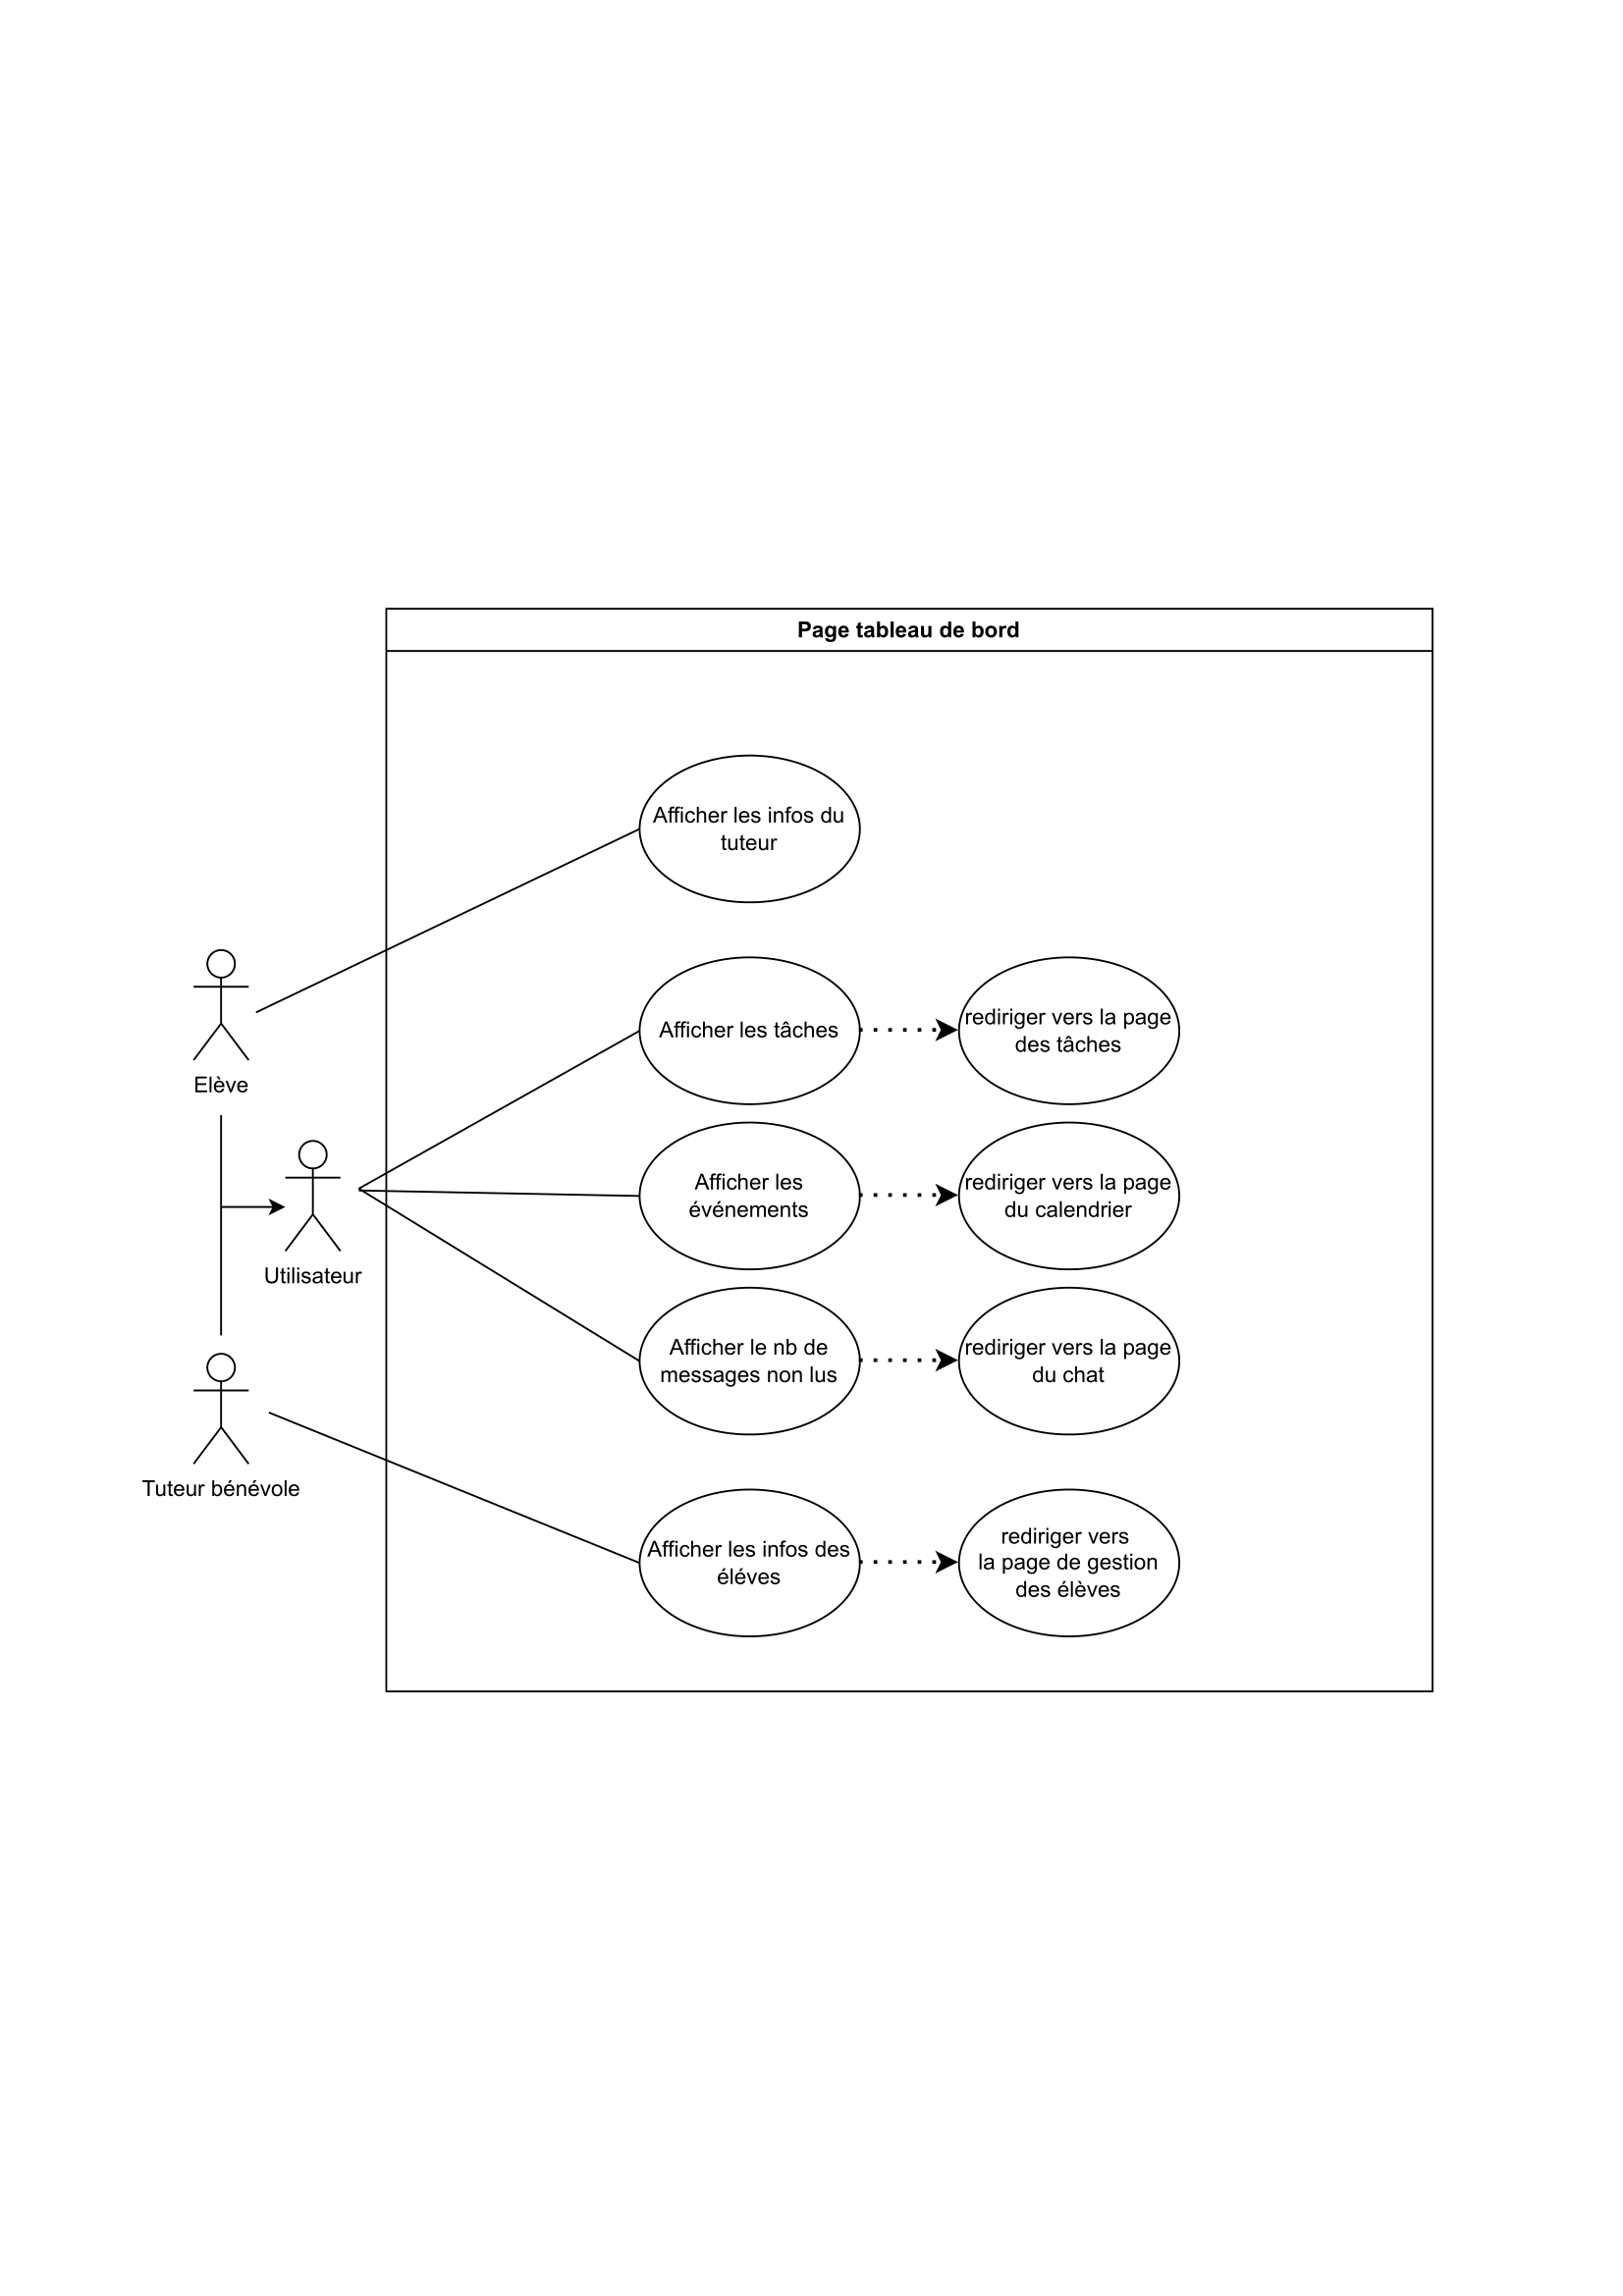 Page tableau de bord
Afficher les infos du
tuteur
Elève
Afficher les tâches
rediriger vers la page
des tâches
Utilisateur
Afficher les
événements
rediriger vers la page
du calendrier
Afficher le nb de
messages non lus
rediriger vers la page
du chat
Tuteur bénévole
Afficher les infos des
éléves
rediriger vers
la page de gestion
des élèves